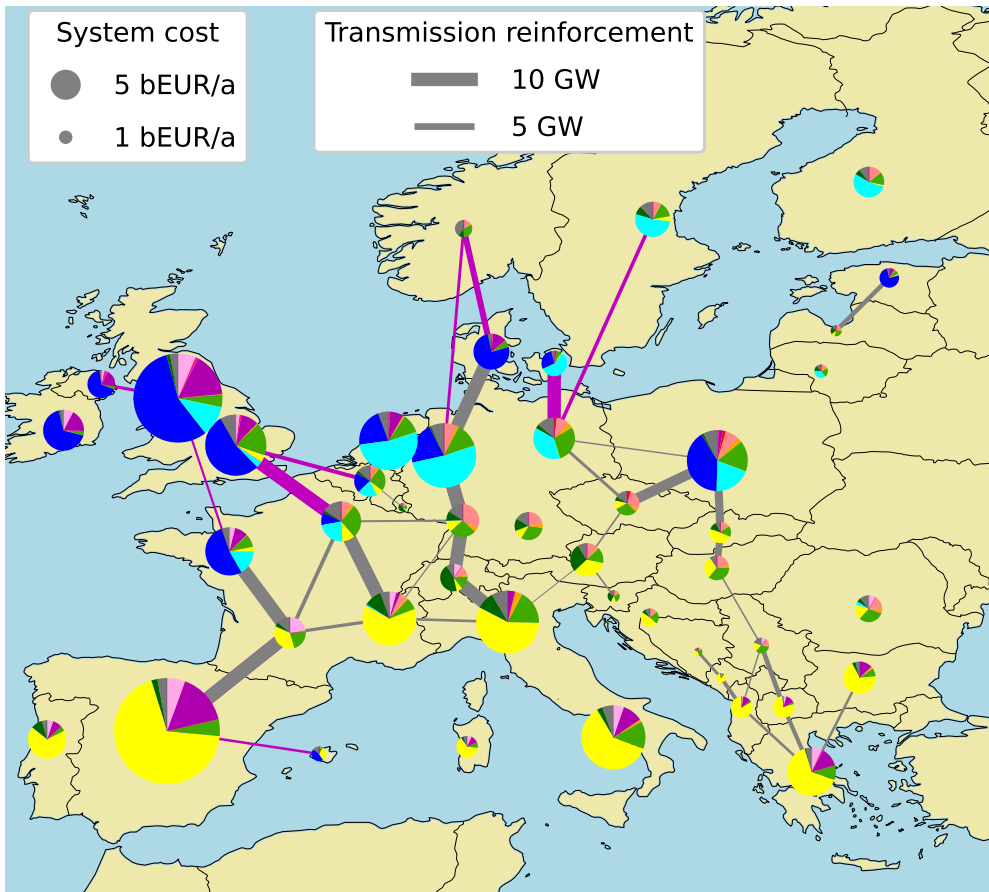 System cost
5 bEUR/a
1 bEUR/a
Transmission reinforcement
10 GW
5 GW